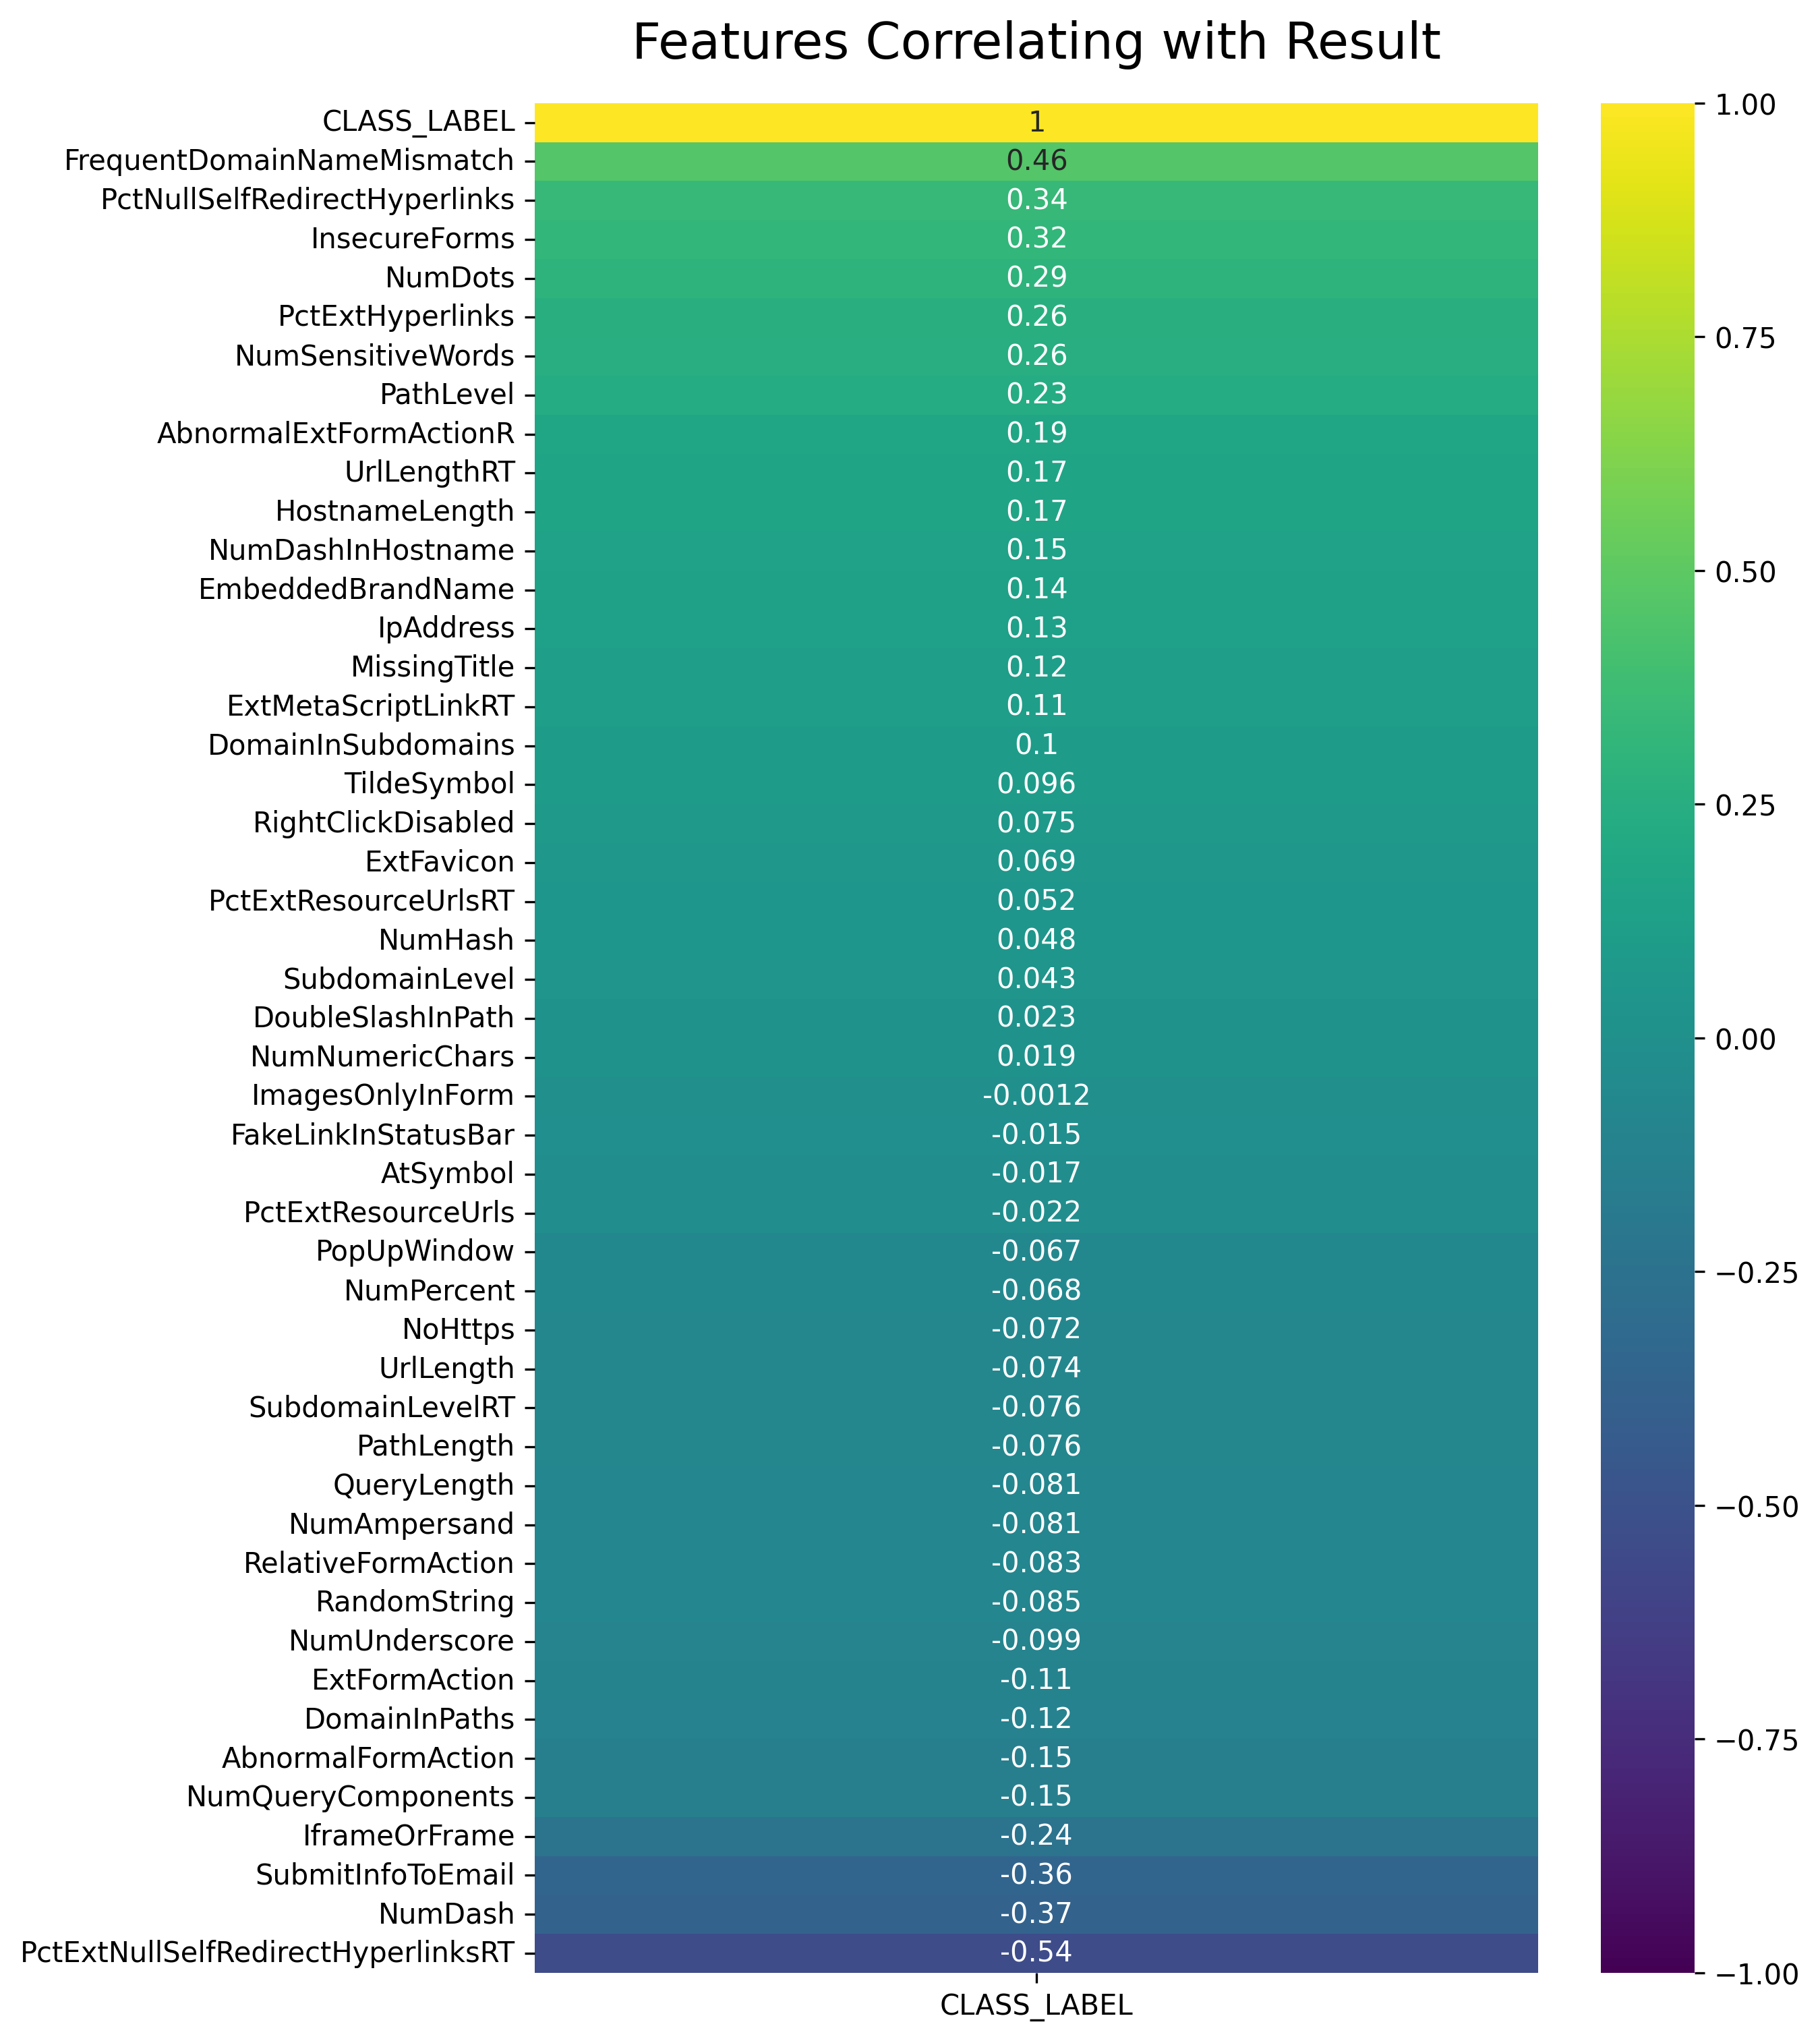 Features Correlating with Result
CLASS_LABEL 1
FrequentDomainNameMismatch 0.46
PctNullSelfRedirectHyperlinks 0.34
InsecureForms 0.32
NumDots 0.29
PctExtHyperlinks 0.26
NumSensitiveWords 0.26
PathLevel 0.23
AbnormalExtFormActionR 0.19
UrlLengthRT 0.17
HostnameLength 0.17
NumDashInHostname 0.15
EmbeddedBrandName 0.14
IpAddress 0.13
MissingTitle 0.12
ExtMetaScriptLinkRT 0.11
DomainInSubdomains 0.1
TildeSymbol 0.096
RightClickDisabled 0.075
ExtFavicon 0.069
PctExtResourceUrlsRT 0.052
NumHash 0.048
SubdomainLevel 0.043
DoubleSlashInPath 0.023
NumNumericChars 0.019
ImagesOnlyInForm -0.0012
FakeLinkInStatusBar -0.015
AtSymbol -0.017
PctExtResourceUrls -0.022
PopUpWindow -0.067
NumPercent -0.068
NoHttps -0.072
UrlLength -0.074
SubdomainLevelRT -0.076
PathLength -0.076
QueryLength -0.081
NumAmpersand -0.081
RelativeFormAction -0.083
RandomString -0.085
NumUnderscore -0.099
ExtFormAction -0.11
DomainInPaths -0.12
AbnormalFormAction -0.15
NumQueryComponents -0.15
IframeOrFrame -0.24
SubmitInfoToEmail -0.36
NumDash -0.37
PctExtNullSelfRedirectHyperlinksRT -0.54
CLASS_LABEL
1.00
0.75
0.50
0.25
0.00
−0.25
−0.50
−0.75
−1.00